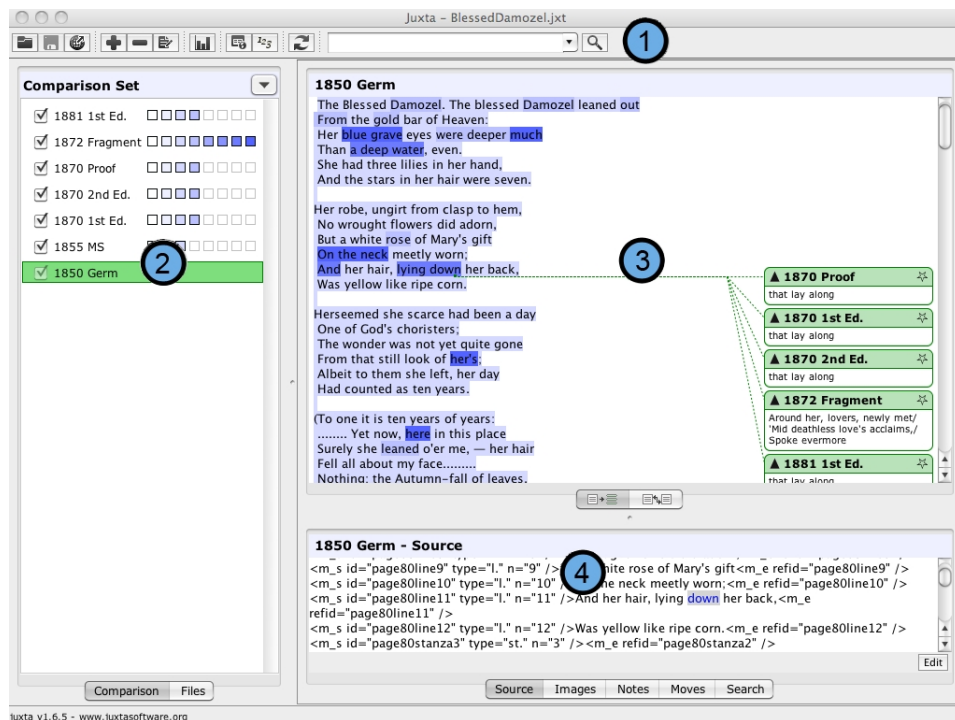 Juxta – BlessedDamozel.jxt
1
Comparison Set
1881 1st Ed.
1872 Fragment
1870 Proof
1870 2nd Ed.
1870 1st Ed.
1855 MS
1850 Germ
2
Comparison Files
1850 Germ
The Blessed Damozel. The blessed Damozel leaned out
From the gold bar of Heaven:
Her blue grave eyes were deeper much
Than a deep water, even.
She had three lilies in her hand,
And the stars in her hair were seven.
Her robe, ungirt from clasp to hem,
No wrought flowers did adorn,
But a white rose of Mary's gift
On the neck meetly worn;
And her hair, lying down her back,
Was yellow like ripe corn.
Herseemed she scarce had been a day
One of God's choristers;
The wonder was not yet quite gone
From that still look of her's;
Albeit to them she left, her day
Had counted as ten years.
(To one it is ten years of years:
........ Yet now, here in this place
Surely she leaned o'er me, — her hair
Fell all about my face.........
Nothing: the Autumn–fall of leaves.
3
1870 Proof
that lay along
1870 1st Ed.
that lay along
1870 2nd Ed.
that lay along
1872 Fragment
Around her, lovers, newly met/
'Mid deathless love's acclaims,/
Spoke evermore
1881 1st Ed.
that lay along
1850 Germ - Source
<m_s id="page80line9" type="l." n="9" /> hite rose of Mary's gift<m_e refid="page80line9" />
<m_s id="page80line10" type="l." n="10" /> he neck meetly worn;<m_e refid="page80line10" />
4
<m_s id="page80line11" type="l." n="11" />And her hair, lying down her back,<m_e
refid="page80line11" />
<m_s id="page80line12" type="l." n="12" />Was yellow like ripe corn.<m_e refid="page80line12" />
<m_s id="page80stanza3" type="st." n="3" /><m_e refid="page80stanza2" />
Edit
Source Images Notes Moves Search
juxta v1.6.5 - www.juxtasoftware.org